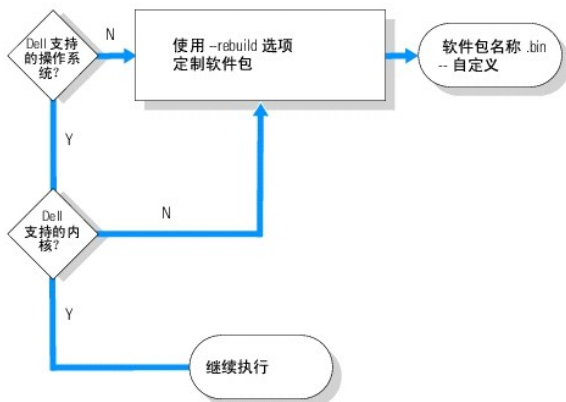 Dell 支持
的操作系
统？
N
使用 --rebuild 选项
定制软件包
软件包名称 .bin
-- 自定义
Y
Dell
支持的内
核？
N
Y
继续执行